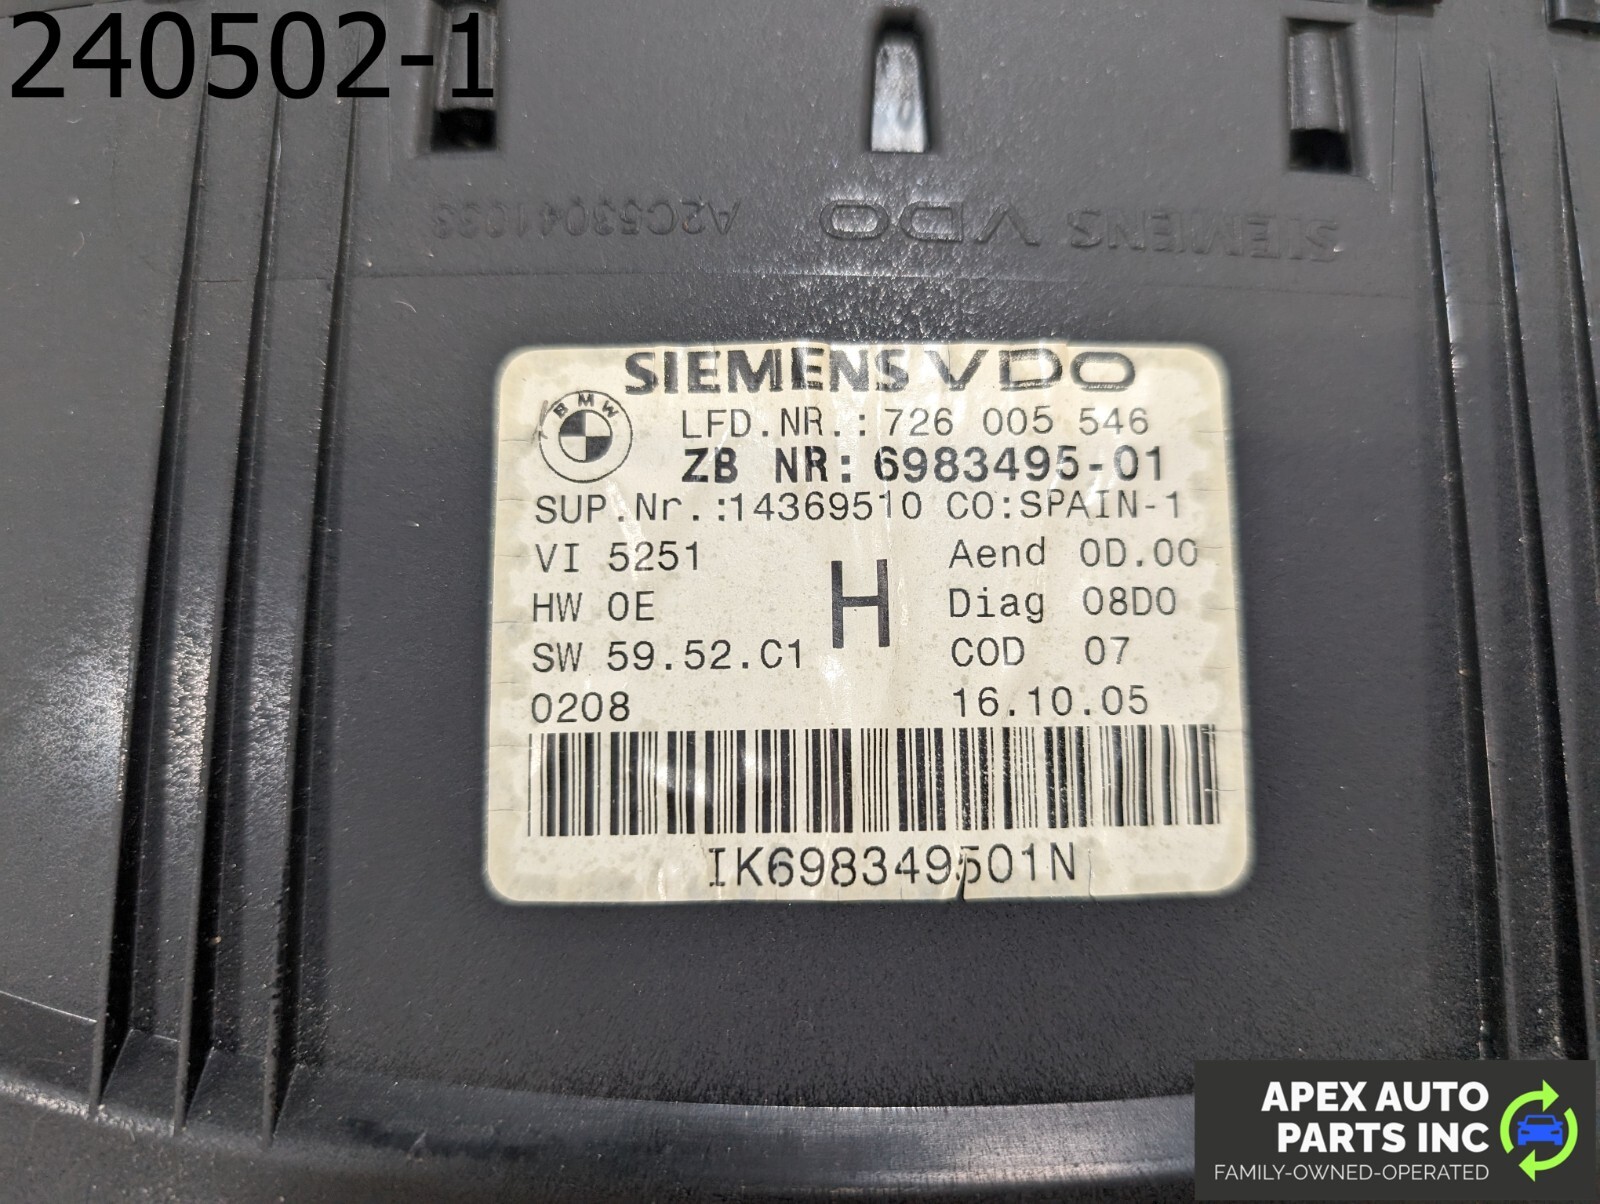 240502-1
SIEMENS VDO A2C53041033
SIEMENS VDO
BMW
LFD.NR.:726 005 546
ZB NR:6983495-01
SUP.Nr.:14369510 CO:SPAIN-1
VI 5251 Aend 0D.00
HW 0E H Diag 08D0
SW 59.52.C1 COD 07
0208 16.10.05
IK698349501N
APEX AUTO
PARTS INC
FAMILY-OWNED-OPERATED